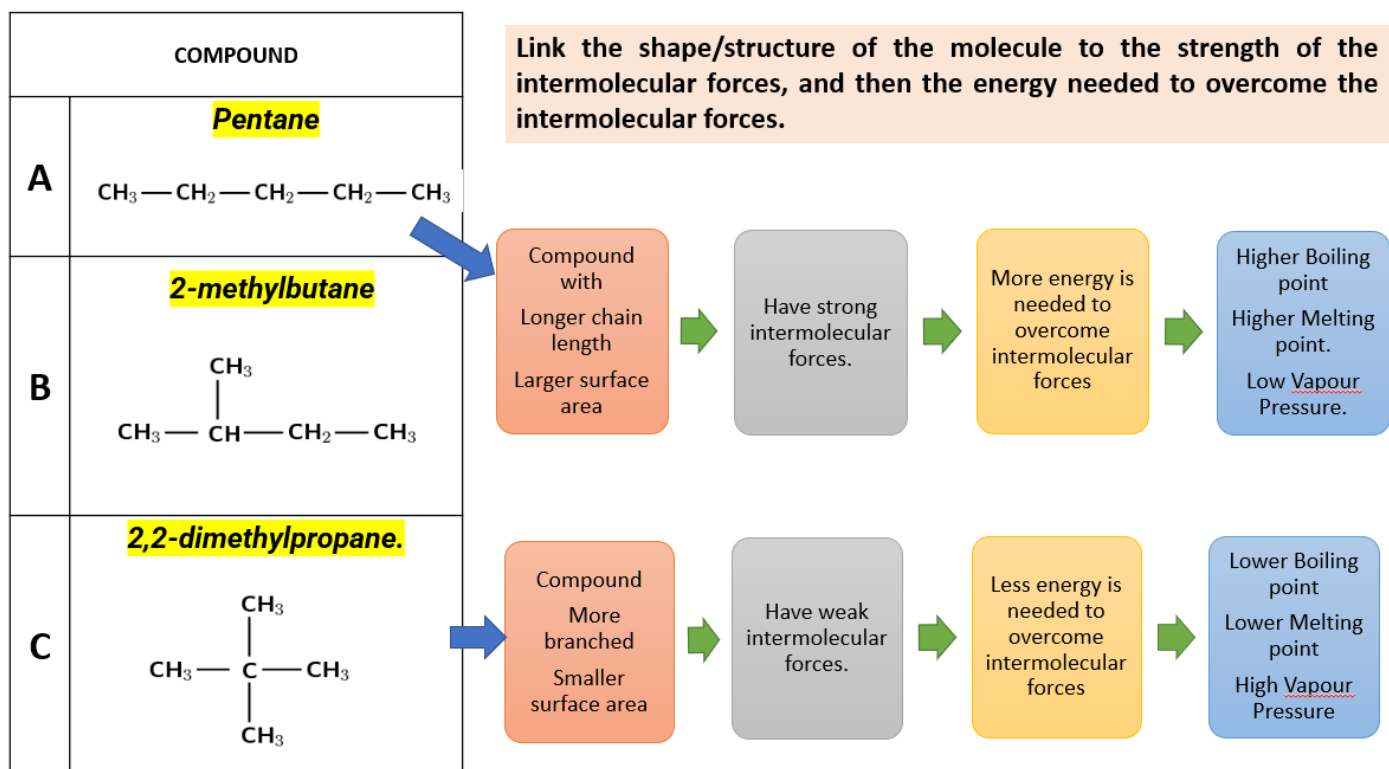 COMPOUND
Link the shape/structure of the molecule to the strength of the
intermolecular forces, and then the energy needed to overcome the
intermolecular forces.
A
Pentane
CH₃—CH₂—CH₂—CH₂—CH₃
Compound
with
Longer chain
length
Larger surface
area
Have strong
intermolecular
forces.
More energy is
needed to
overcome
intermolecular
forces
Higher Boiling
point
Higher Melting
point.
Low Vapour
Pressure.
B
2-methylbutane
CH₃
CH₃—CH—CH₂—CH₃
C
2,2-dimethylpropane.
CH₃
CH₃—C—CH₃
CH₃
Compound
More
branched
Smaller
surface area
Have weak
intermolecular
forces.
Less energy is
needed to
overcome
intermolecular
forces
Lower Boiling
point
Lower Melting
point
High Vapour
Pressure